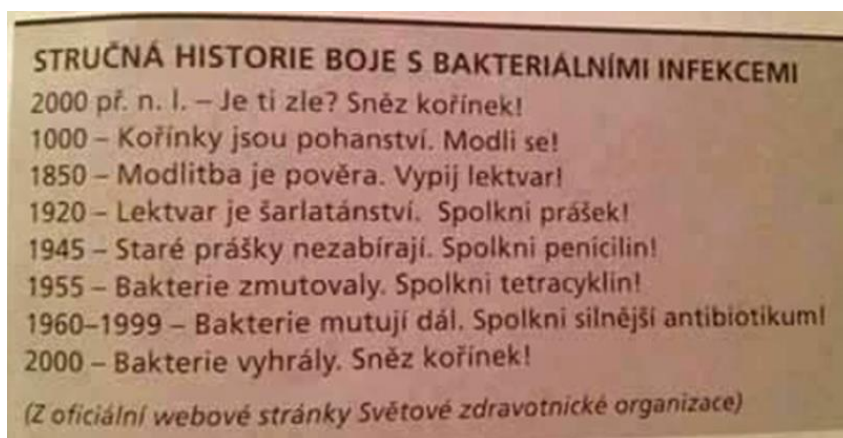 STRUČNÁ HISTORIE BOJE S BAKTERIÁLNÍMI INFEKCEMI
2000 př. n. l. – Je ti zle? Sněz kořínek!
1000 – Kořínky jsou pohanství. Modli se!
1850 – Modlitba je pověra. Vypij lektvar!
1920 – Lektvar je šarlatánství. Spolkni prášek!
1945 – Staré prášky nezabírají. Spolkni penicilin!
1955 – Bakterie zmutovaly. Spolkni tetracyklin!
1960–1999 – Bakterie mutují dál. Spolkni silnější antibiotikum!
2000 – Bakterie vyhrály. Sněz kořínek!
(Z oficiální webové stránky Světové zdravotnické organizace)